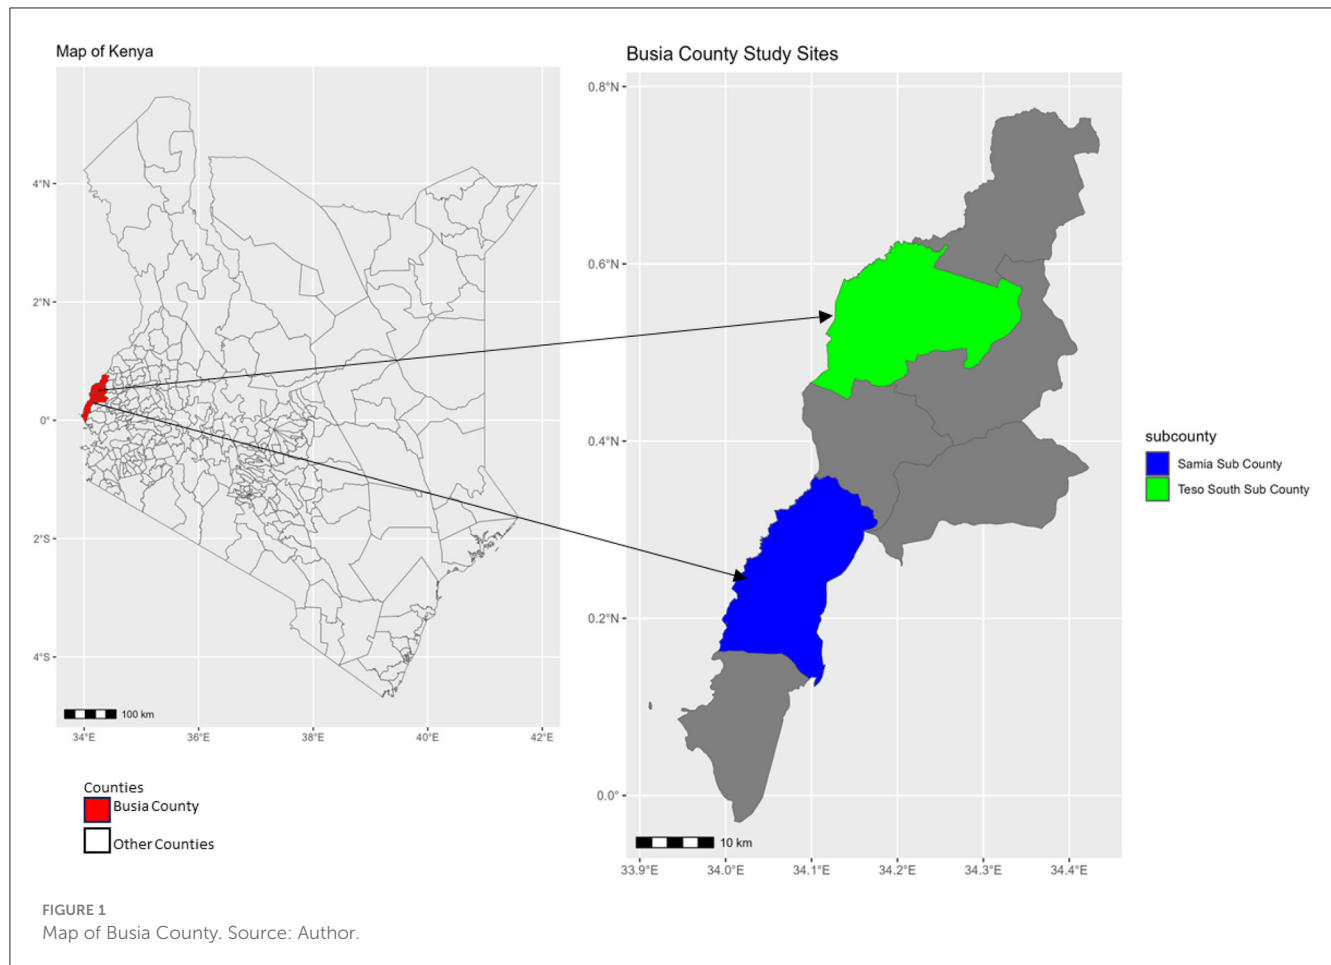 Map of Kenya
4°N
2°N
0°
2°S
4°S
100 km
34°E 36°E 38°E 40°E 42°E
Counties
Busia County
Other Counties
Busia County Study Sites
0.8°N
0.6°N
0.4°N
0.2°N
0.0°
10 km
33.9°E 34.0°E 34.1°E 34.2°E 34.3°E 34.4°E
subcounty
Samia Sub County
Teso South Sub County
FIGURE 1
Map of Busia County. Source: Author.